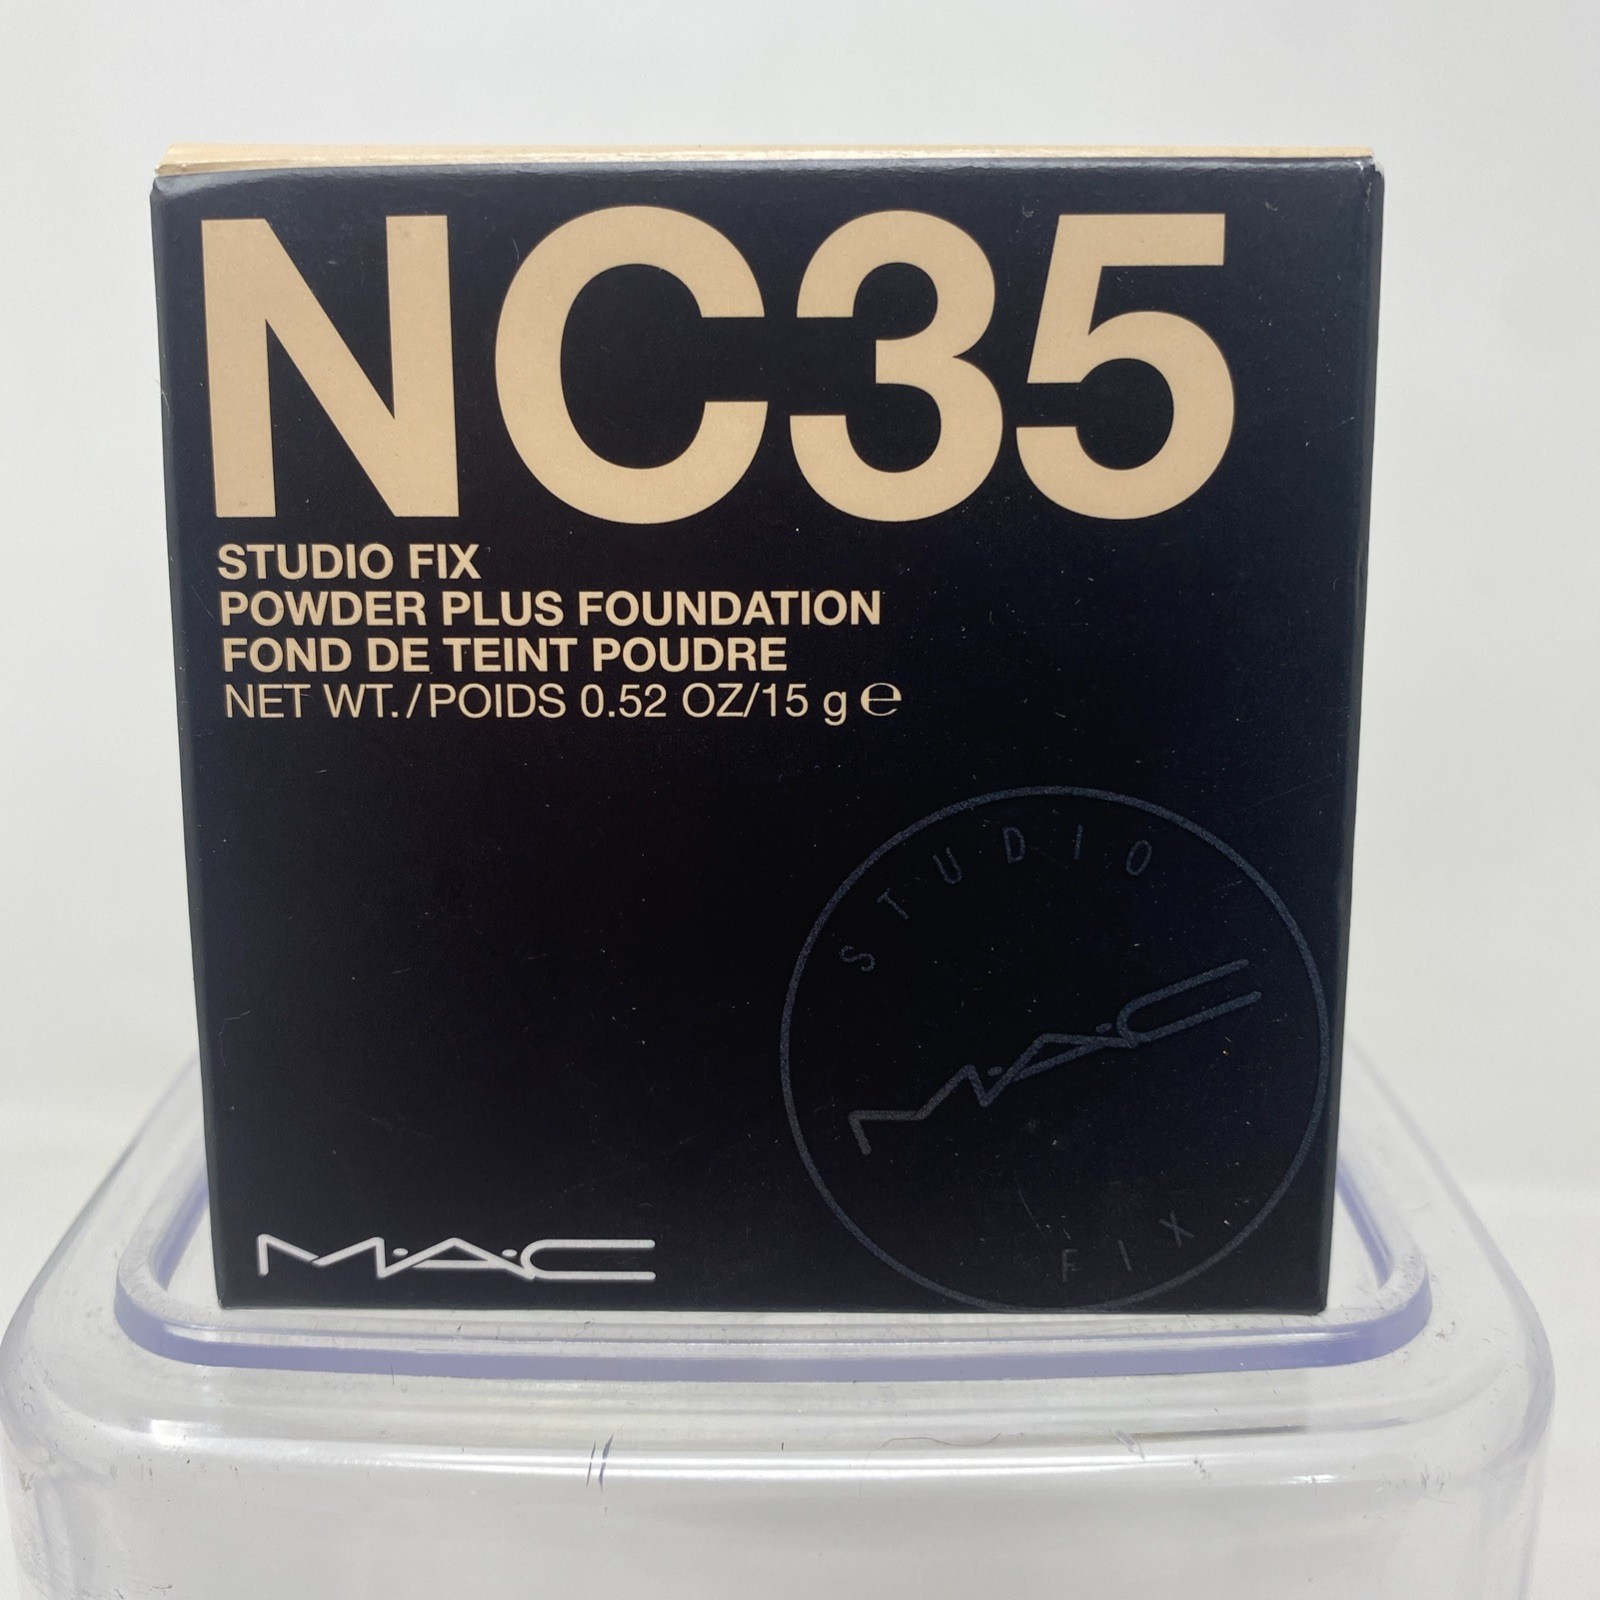 NC35
STUDIO FIX
POWDER PLUS FOUNDATION
FOND DE TEINT POUDRE
NET WT./POIDS 0.52 OZ/15 g ℮
STUDIO
M·A·C
FIX
M·A·C